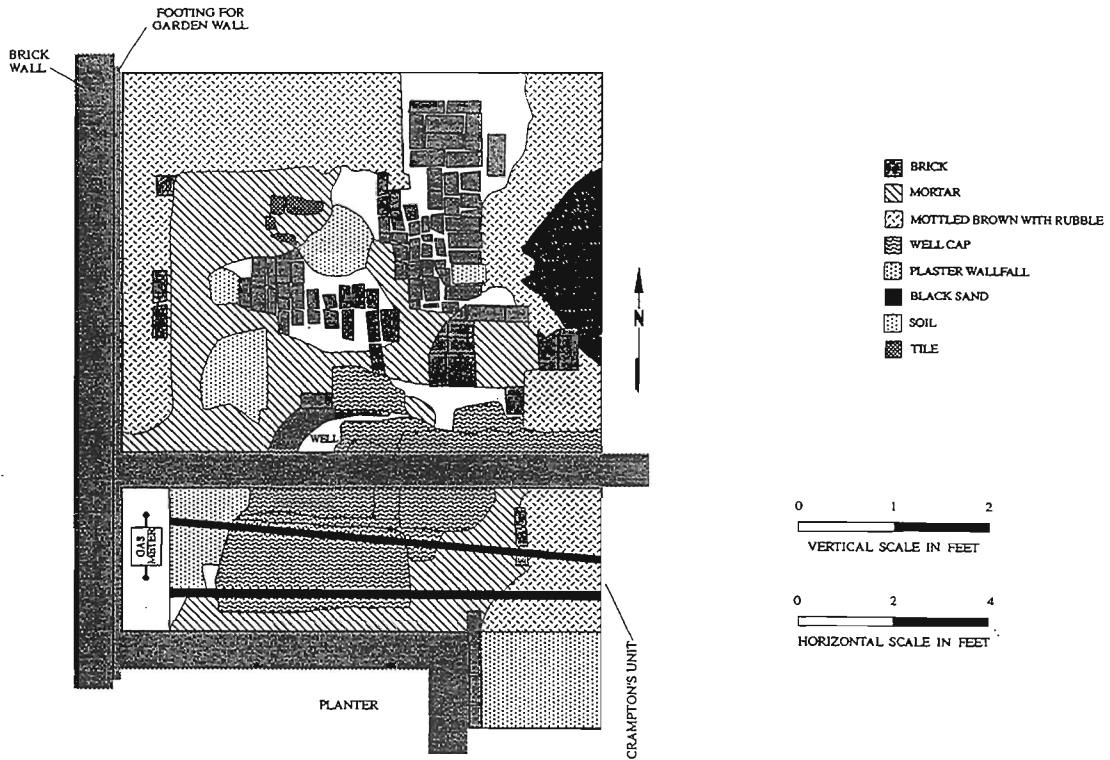 FOOTING FOR
GARDEN WALL
BRICK
WALL
BRICK
MORTAR
MOTTLED BROWN WITH RUBBLE
WELL CAP
PLASTER WALLFALL
BLACK SAND
SOIL
TILE
N
WELL
GAS
METER
0 1 2
VERTICAL SCALE IN FEET
0 2 4
HORIZONTAL SCALE IN FEET
PLANTER
CRAMPTON'S UNIT